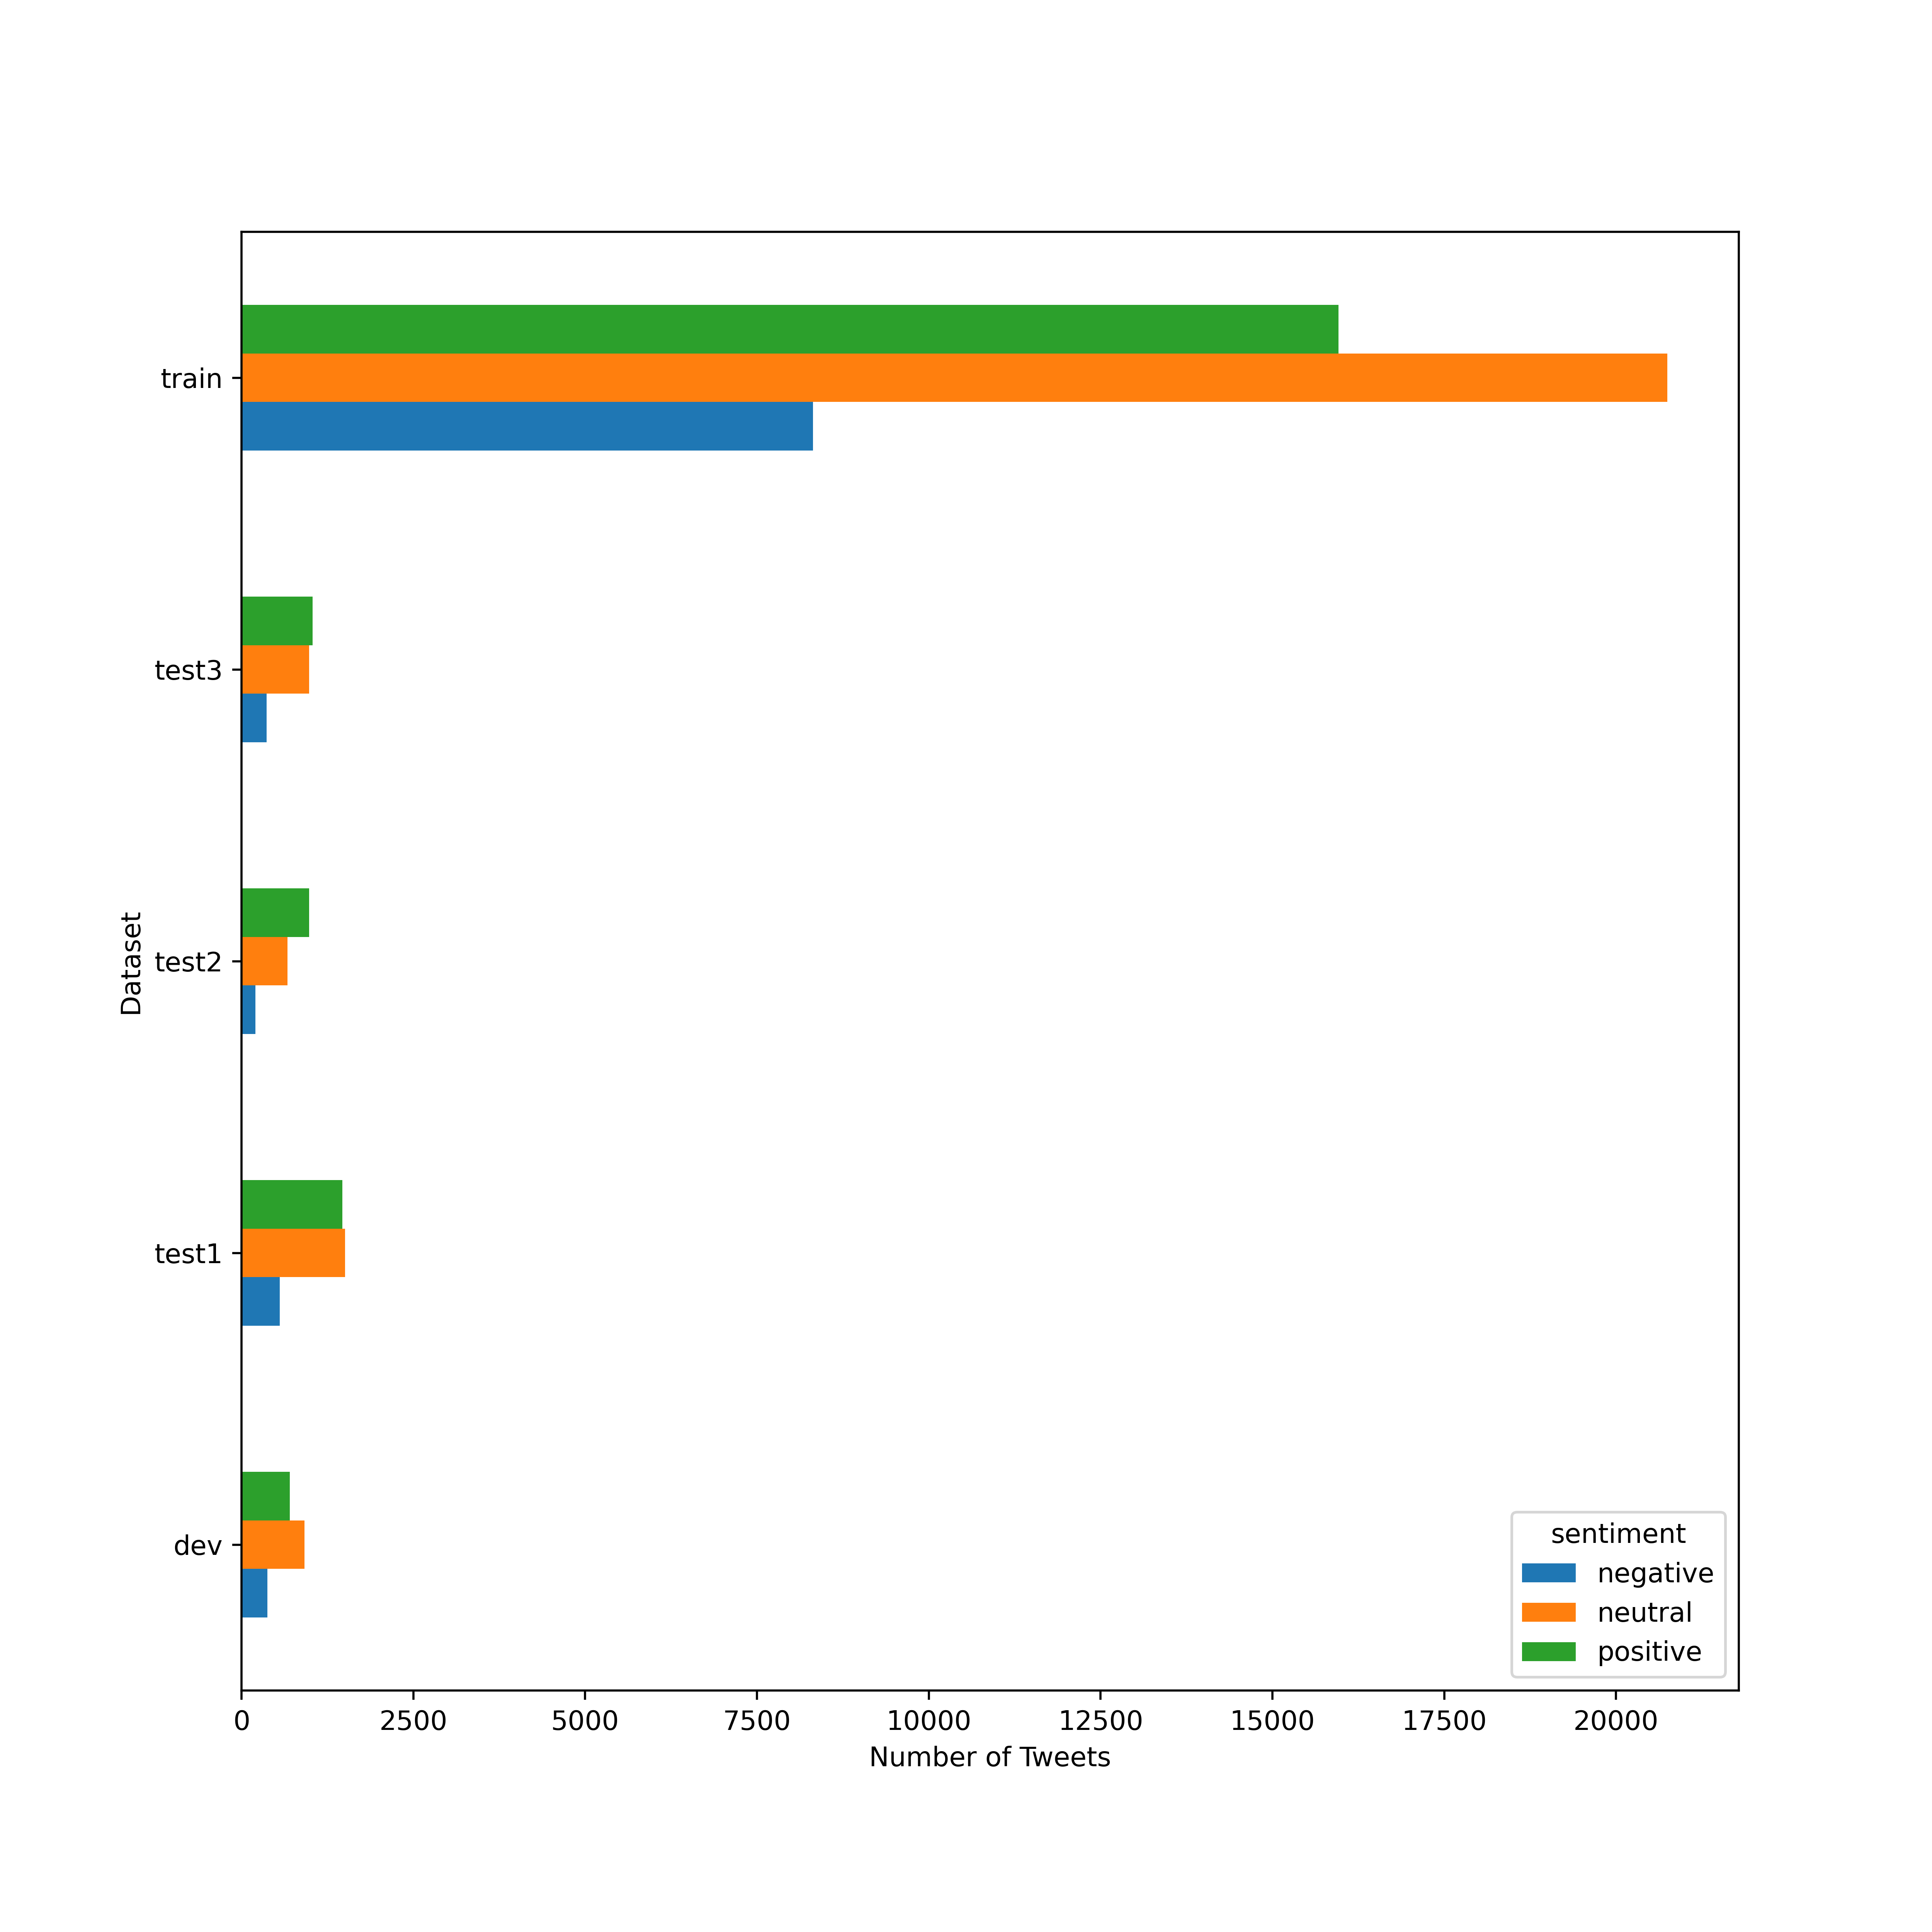 train
test3
test2
test1
dev
Dataset
0 2500 5000 7500 10000 12500 15000 17500 20000
Number of Tweets
sentiment
negative
neutral
positive